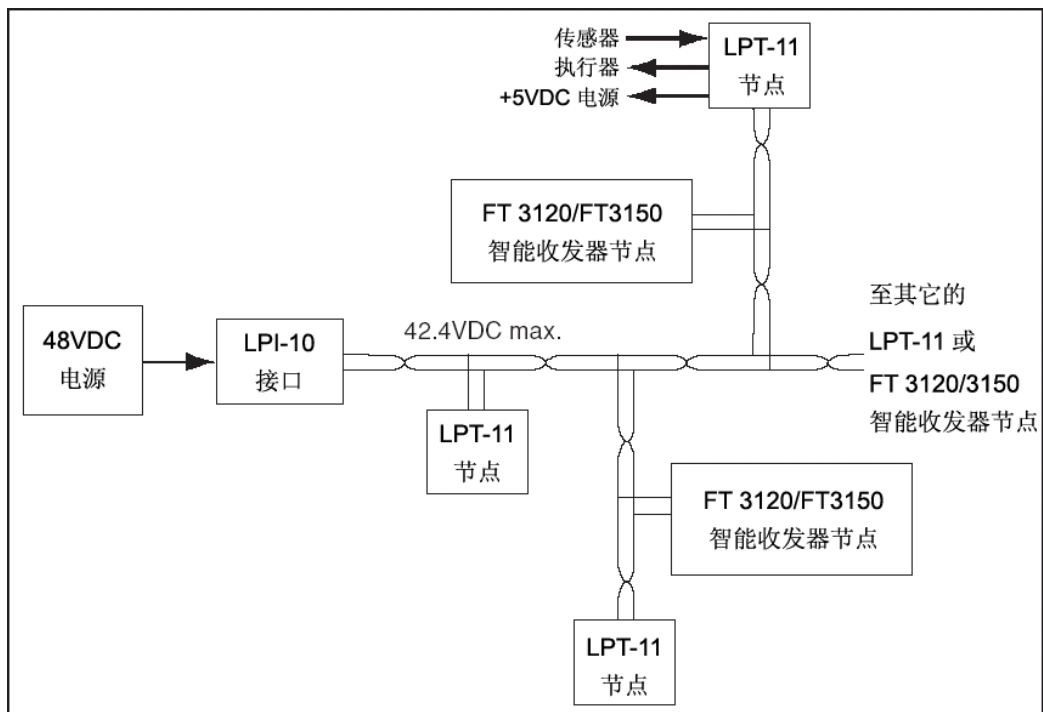 传感器
执行器
+5VDC 电源
LPT-11
节点
FT 3120/FT3150
智能收发器节点
48VDC
电源
LPI-10
接口
42.4VDC max.
至其它的
LPT-11 或
FT 3120/3150
智能收发器节点
LPT-11
节点
FT 3120/FT3150
智能收发器节点
LPT-11
节点